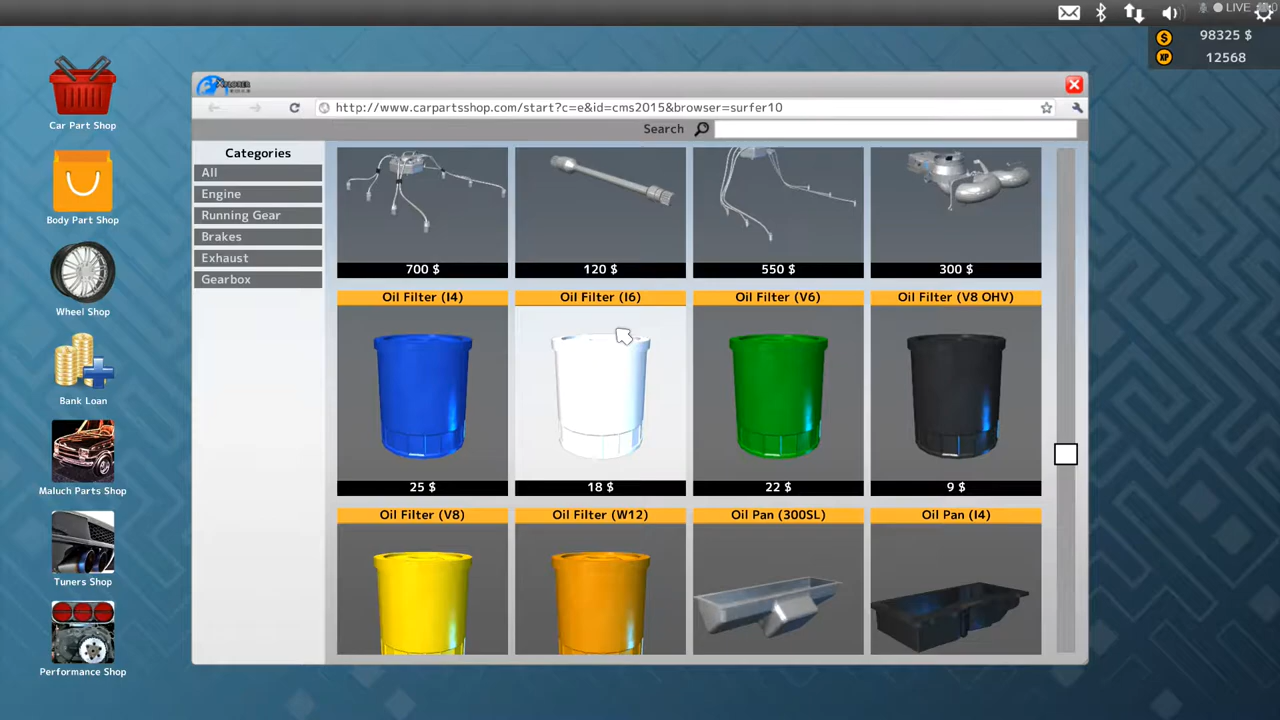 LIVE
98325 $
12568
Car Part Shop
Body Part Shop
Wheel Shop
Bank Loan
Maluch Parts Shop
Tuners Shop
Performance Shop
http://www.carpartsshop.com/start?c=e&id=cms2015&browser=surfer10
Search
Categories
All
Engine
Running Gear
Brakes
Exhaust
Gearbox
700 $ 120 $ 550 $ 300 $
Oil Filter (I4) Oil Filter (I6) Oil Filter (V6) Oil Filter (V8 OHV)
25 $ 18 $ 22 $ 9 $
Oil Filter (V8) Oil Filter (W12) Oil Pan (300SL) Oil Pan (I4)